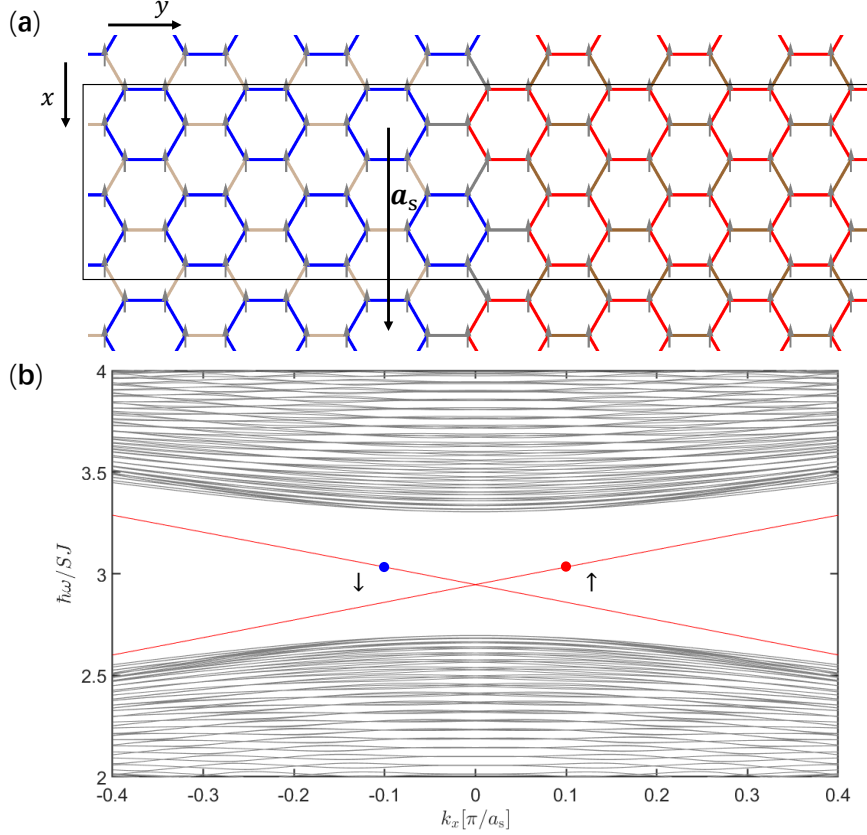 (a)
y
x
a_s
(b)
4
3.5
3
2.5
2
ħω/SJ
↓
↑
-0.4 -0.3 -0.2 -0.1 0 0.1 0.2 0.3 0.4
k_x[π/a_s]